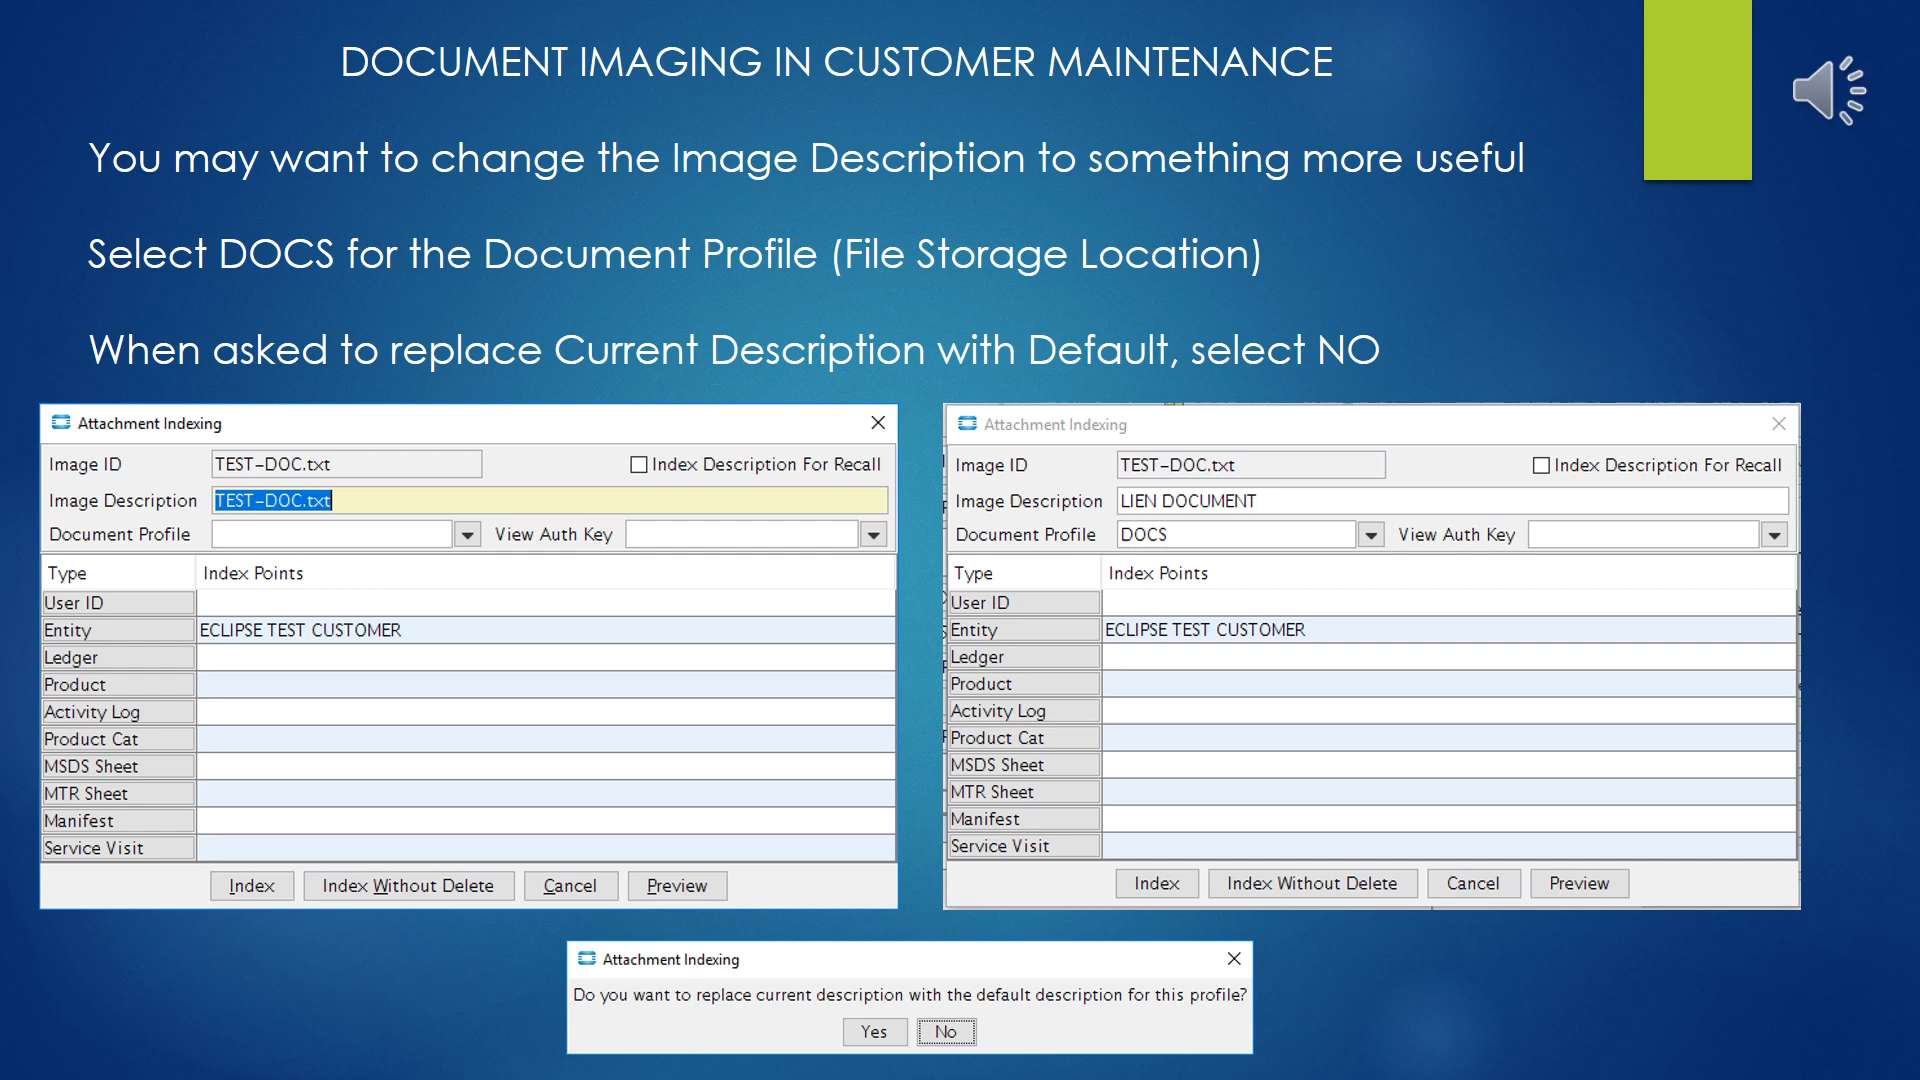 DOCUMENT IMAGING IN CUSTOMER MAINTENANCE
You may want to change the Image Description to something more useful
Select DOCS for the Document Profile (File Storage Location)
When asked to replace Current Description with Default, select NO
Attachment Indexing
Image ID TEST-DOC.txt Index Description For Recall
Image Description TEST-DOC.txt
Document Profile View Auth Key
Type Index Points
User ID
Entity ECLIPSE TEST CUSTOMER
Ledger
Product
Activity Log
Product Cat
MSDS Sheet
MTR Sheet
Manifest
Service Visit
Index Index Without Delete Cancel Preview
Attachment Indexing
Image ID TEST-DOC.txt Index Description For Recall
Image Description LIEN DOCUMENT
Document Profile DOCS View Auth Key
Type Index Points
User ID
Entity ECLIPSE TEST CUSTOMER
Ledger
Product
Activity Log
Product Cat
MSDS Sheet
MTR Sheet
Manifest
Service Visit
Index Index Without Delete Cancel Preview
Attachment Indexing
Do you want to replace current description with the default description for this profile?
Yes No